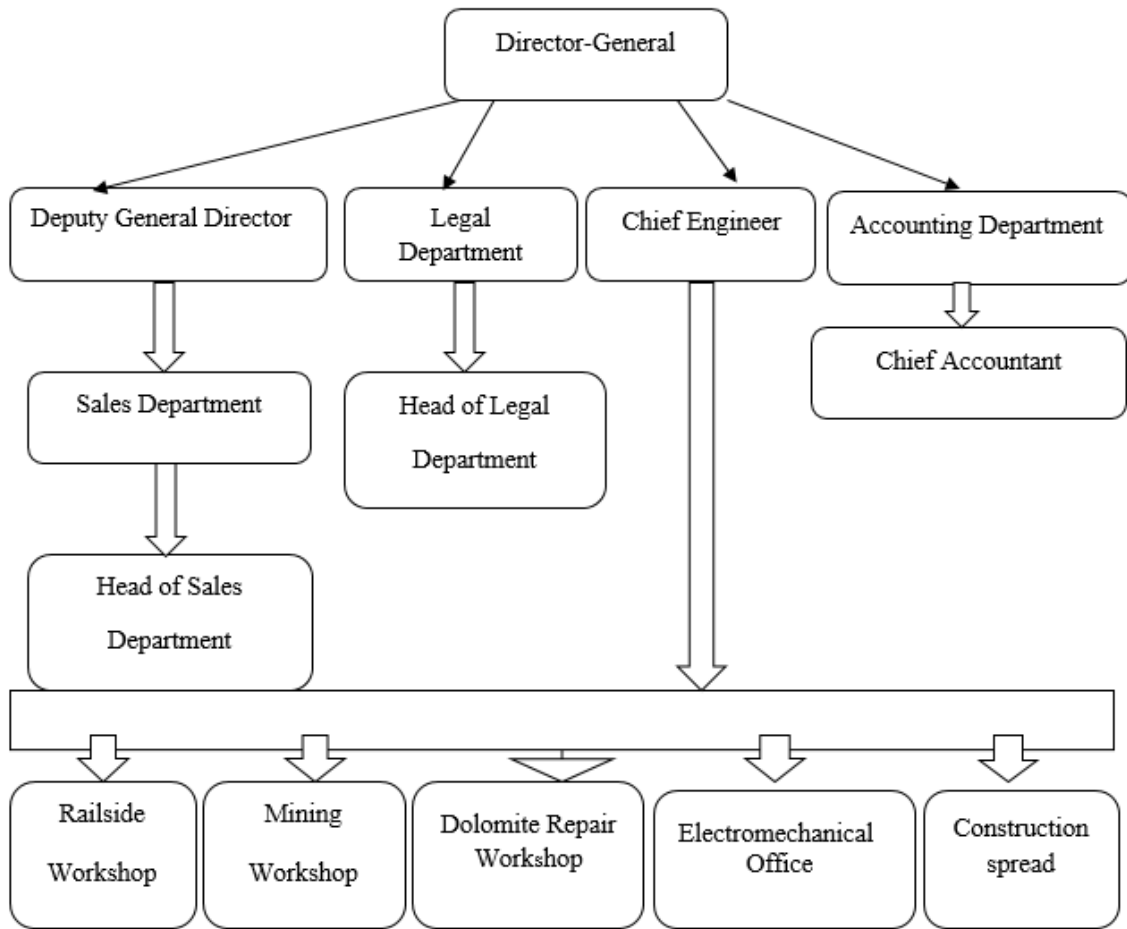 Director-General
Deputy General Director
Legal
Department
Chief Engineer
Accounting Department
Chief Accountant
Sales Department
Head of Legal
Department
Head of Sales
Department
Railside
Workshop
Mining
Workshop
Dolomite Repair
Workshop
Electromechanical
Office
Construction
spread